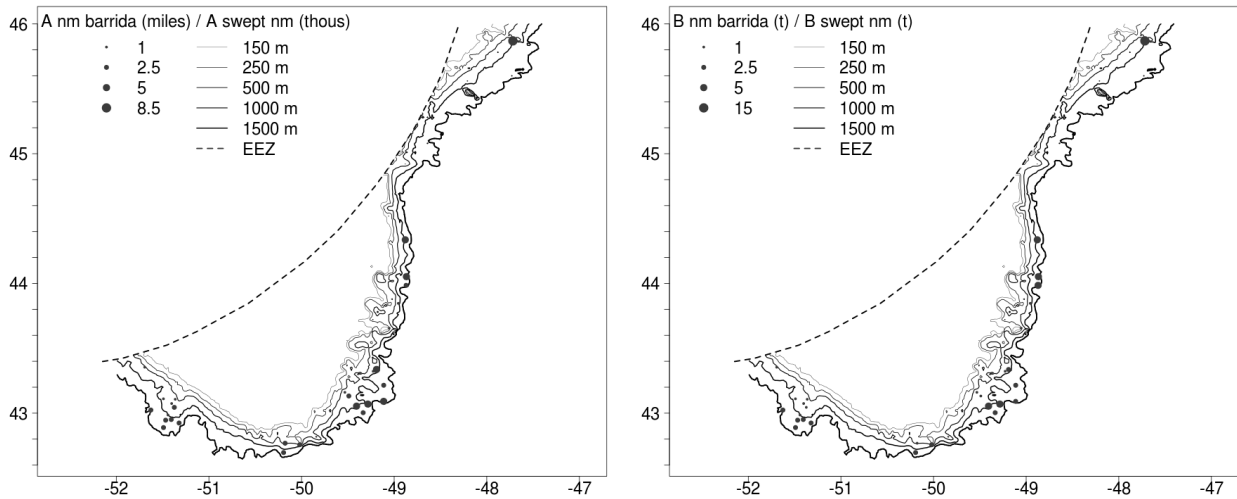 46
A nm barrida (miles) / A swept nm (thous)
1 150 m
2.5 250 m
5 500 m
8.5 1000 m
1500 m
EEZ
45
44
43
-52 -51 -50 -49 -48 -47
46
B nm barrida (t) / B swept nm (t)
1 150 m
2.5 250 m
5 500 m
15 1000 m
1500 m
EEZ
45
44
43
-52 -51 -50 -49 -48 -47